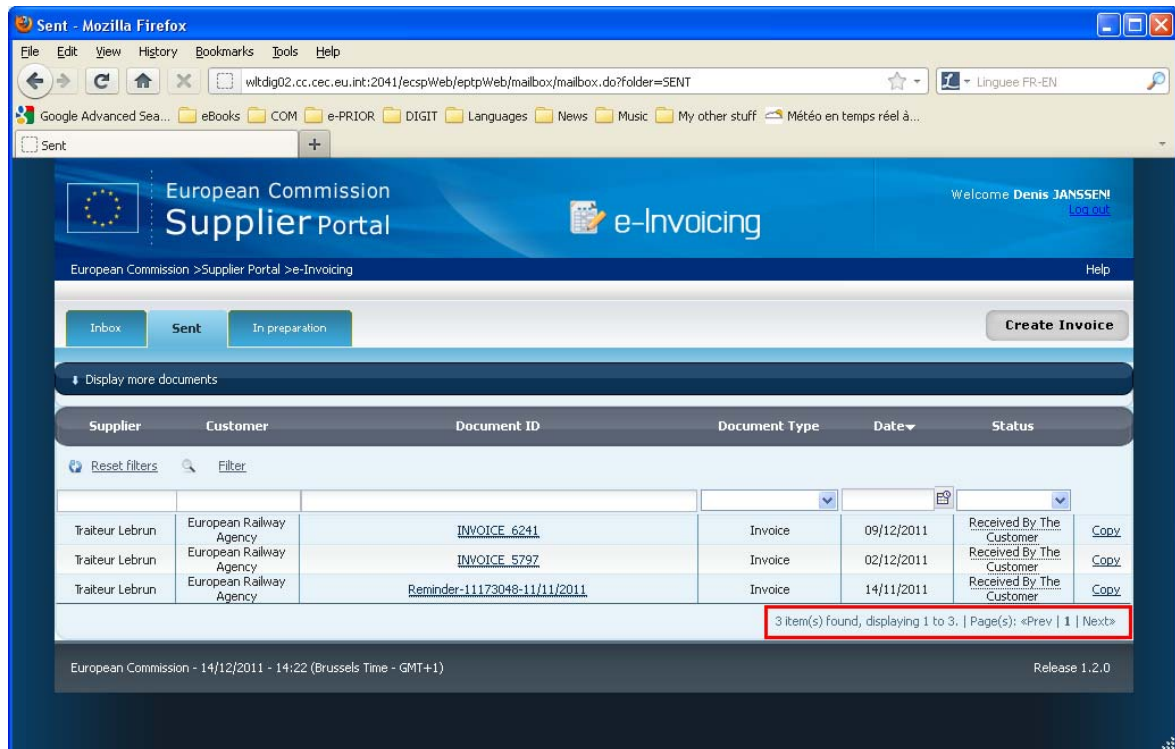 Sent - Mozilla Firefox
File Edit View History Bookmarks Tools Help
wltdig02.cc.cec.eu.int:2041/ecspWeb/eptpWeb/mailbox/mailbox.do?folder=SENT Linguee FR-EN
Google Advanced Sea... eBooks COM e-PRIOR DIGIT Languages News Music My other stuff Météo en temps réel à...
Sent
European Commission
Supplier Portal
e-Invoicing
Welcome Denis JANSSEN!
Log out
European Commission >Supplier Portal >e-Invoicing Help
Inbox Sent In preparation Create Invoice
Display more documents
Supplier Customer Document ID Document Type Date Status
Reset filters Filter
Traiteur Lebrun European Railway Agency INVOICE_6241 Invoice 09/12/2011 Received By The Customer Copy
Traiteur Lebrun European Railway Agency INVOICE_5797 Invoice 02/12/2011 Received By The Customer Copy
Traiteur Lebrun European Railway Agency Reminder-11173048-11/11/2011 Invoice 14/11/2011 Received By The Customer Copy
3 item(s) found, displaying 1 to 3. | Page(s): «Prev | 1 | Next»
European Commission - 14/12/2011 - 14:22 (Brussels Time - GMT+1) Release 1.2.0